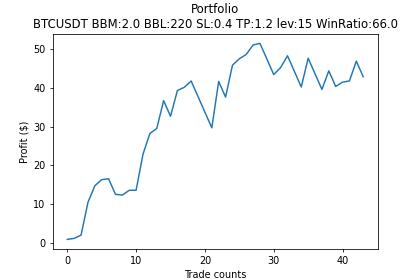 Portfolio
BTCUSDT BBM:2.0 BBL:220 SL:0.4 TP:1.2 lev:15 WinRatio:66.0
50
40
30
20
10
0
Profit ($)
0 10 20 30 40
Trade counts